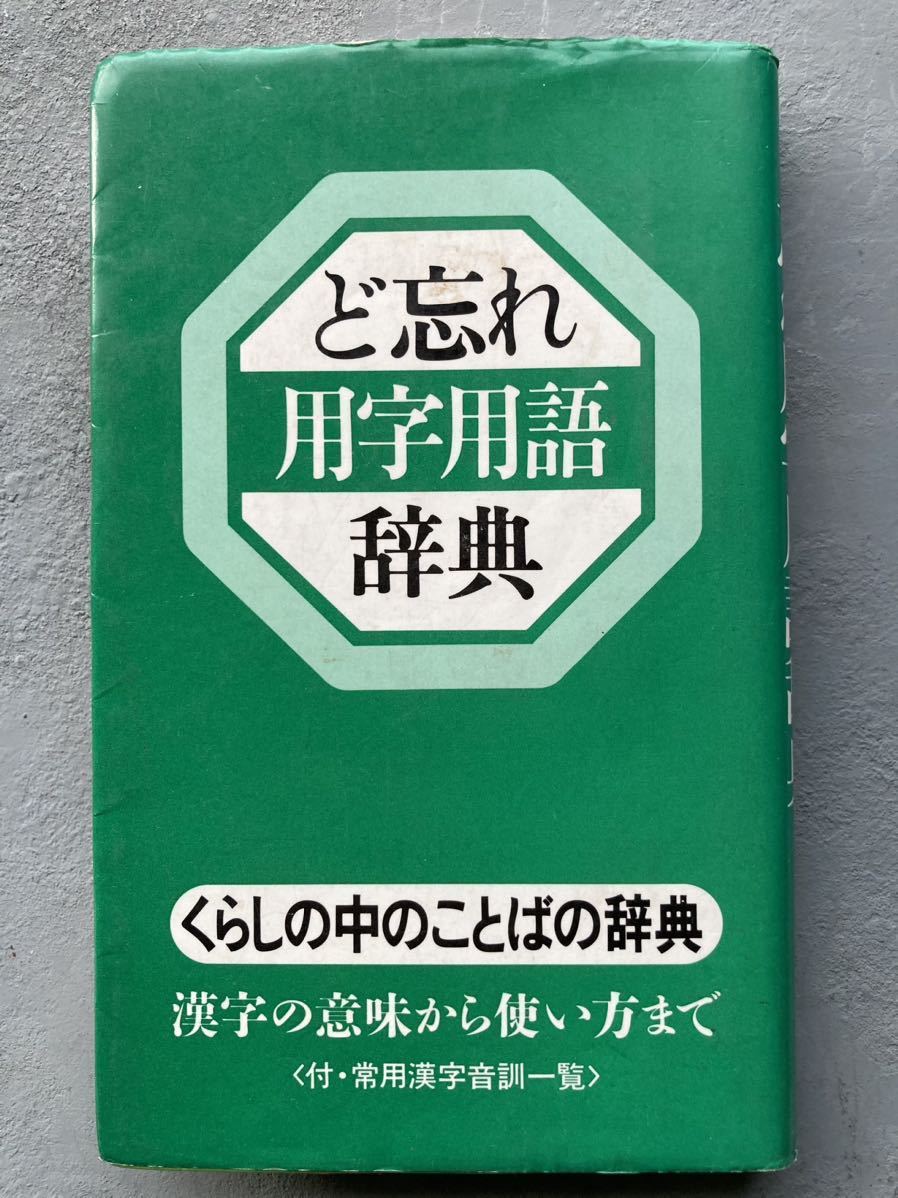 ど忘れ
用字用語
辞典
くらしの中のことばの辞典
漢字の意味から使い方まで
〈付・常用漢字音訓一覧〉